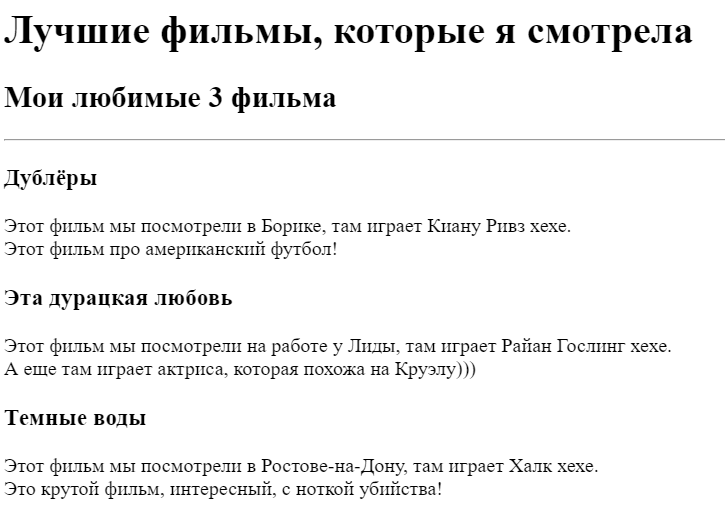 Лучшие фильмы, которые я смотрела
Мои любимые 3 фильма
Дублёры
Этот фильм мы посмотрели в Борике, там играет Киану Ривз хехе.
Этот фильм про американский футбол!
Эта дурацкая любовь
Этот фильм мы посмотрели на работе у Лиды, там играет Райан Гослинг хехе.
А еще там играет актриса, которая похожа на Круэлу)))
Темные воды
Этот фильм мы посмотрели в Ростове-на-Дону, там играет Халк хехе.
Это крутой фильм, интересный, с ноткой убийства!